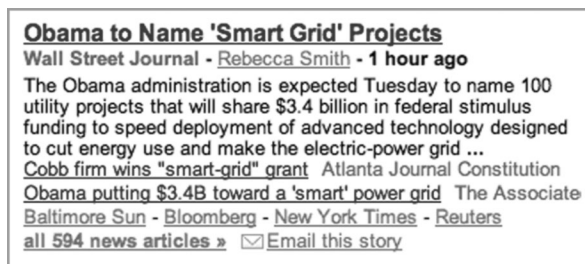 Obama to Name 'Smart Grid' Projects
Wall Street Journal - Rebecca Smith - 1 hour ago
The Obama administration is expected Tuesday to name 100
utility projects that will share $3.4 billion in federal stimulus
funding to speed deployment of advanced technology designed
to cut energy use and make the electric-power grid ...
Cobb firm wins "smart-grid" grant Atlanta Journal Constitution
Obama putting $3.4B toward a 'smart' power grid The Associate
Baltimore Sun - Bloomberg - New York Times - Reuters
all 594 news articles » Email this story